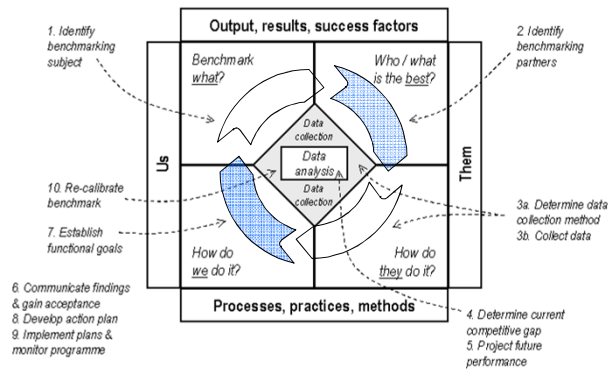 Output, results, success factors
1. Identify
benchmarking
subject
2. Identify
benchmarking
partners
Benchmark
what?
Who / what
is the best?
Us
Them
Data
collection
Data
analysis
Data
collection
10. Re-calibrate
benchmark
7. Establish
functional goals
3a. Determine data
collection method
3b. Collect data
How do
we do it?
How do
they do it?
6. Communicate findings
& gain acceptance
8. Develop action plan
9. Implement plans &
monitor programme
Processes, practices, methods
4. Determine current
competitive gap
5. Project future
performance